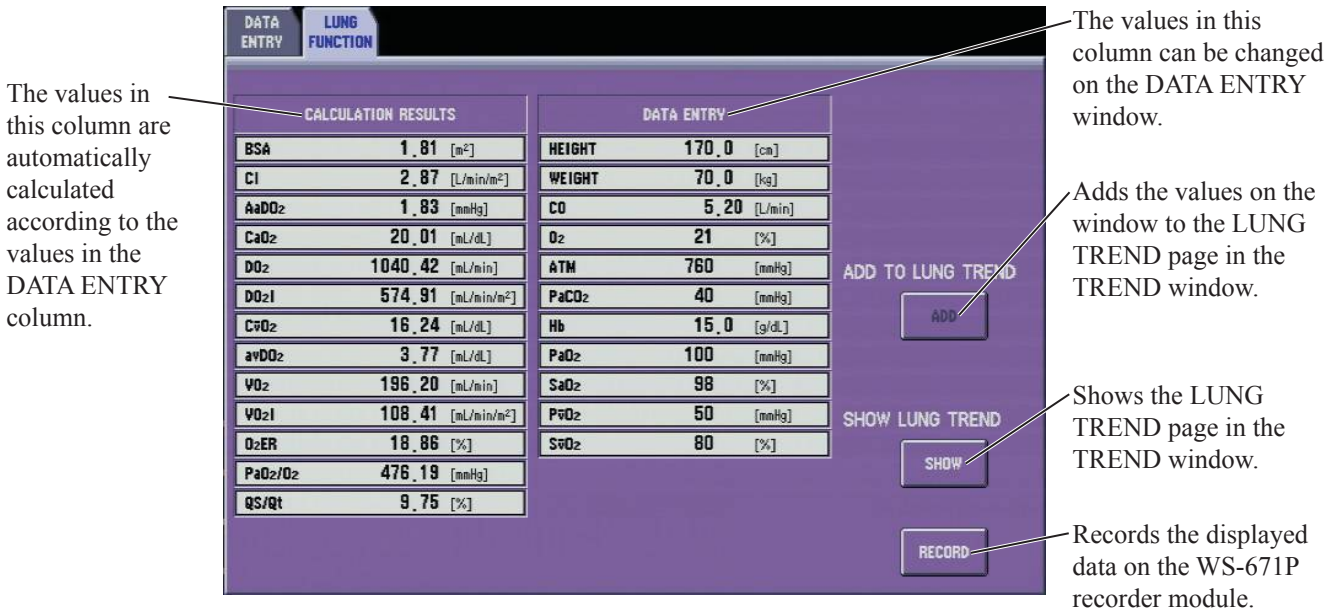 DATA
ENTRY
LUNG
FUNCTION
The values in
this column are
automatically
calculated
according to the
values in the
DATA ENTRY
column.
CALCULATION RESULTS
BSA 1.81 [m²]
CI 2.87 [L/min/m²]
AaDO₂ 1.83 [mmHg]
CaO₂ 20.01 [mL/dL]
DO₂ 1040.42 [mL/min]
DO₂I 574.91 [mL/min/m²]
Cv̄O₂ 16.24 [mL/dL]
avDO₂ 3.77 [mL/dL]
VO₂ 196.20 [mL/min]
VO₂I 108.41 [mL/min/m²]
O₂ER 18.86 [%]
PaO₂/O₂ 476.19 [mmHg]
QS/Qt 9.75 [%]
DATA ENTRY
HEIGHT 170.0 [cm]
WEIGHT 70.0 [kg]
CO 5.20 [L/min]
O₂ 21 [%]
ATM 760 [mmHg]
PaCO₂ 40 [mmHg]
Hb 15.0 [g/dL]
PaO₂ 100 [mmHg]
SaO₂ 98 [%]
Pv̄O₂ 50 [mmHg]
Sv̄O₂ 80 [%]
ADD TO LUNG TREND
ADD
SHOW LUNG TREND
SHOW
RECORD
The values in this
column can be changed
on the DATA ENTRY
window.
Adds the values on the
window to the LUNG
TREND page in the
TREND window.
Shows the LUNG
TREND page in the
TREND window.
Records the displayed
data on the WS-671P
recorder module.